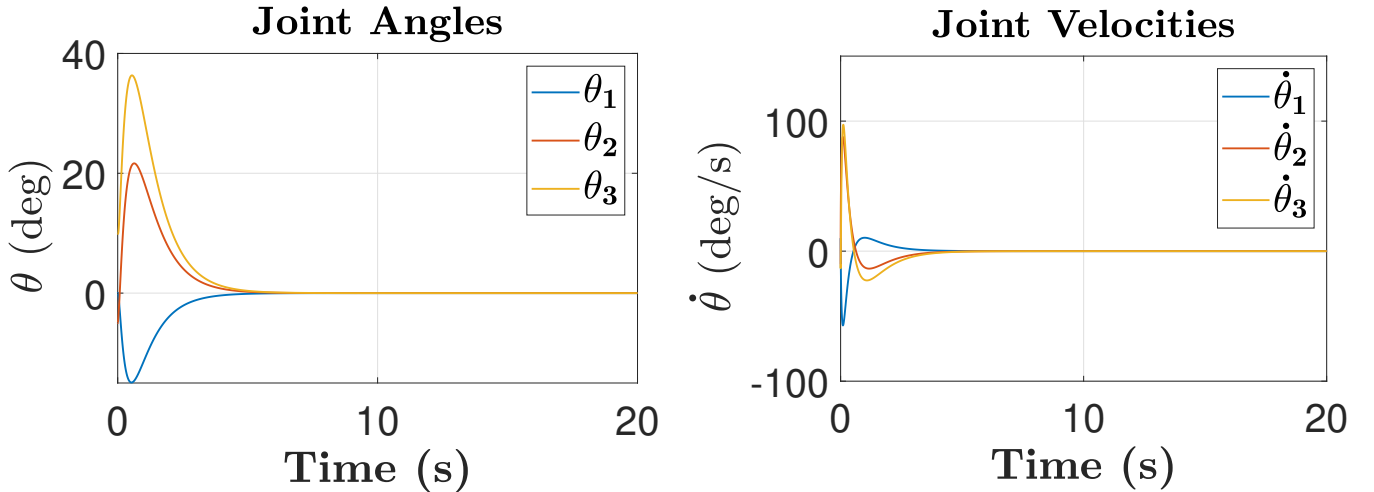 Joint Angles
θ (deg)
40
20
0
0
10
20
Time (s)
θ₁
θ₂
θ₃
Joint Velocities
θ̇ (deg/s)
100
0
-100
0
10
20
Time (s)
θ̇₁
θ̇₂
θ̇₃